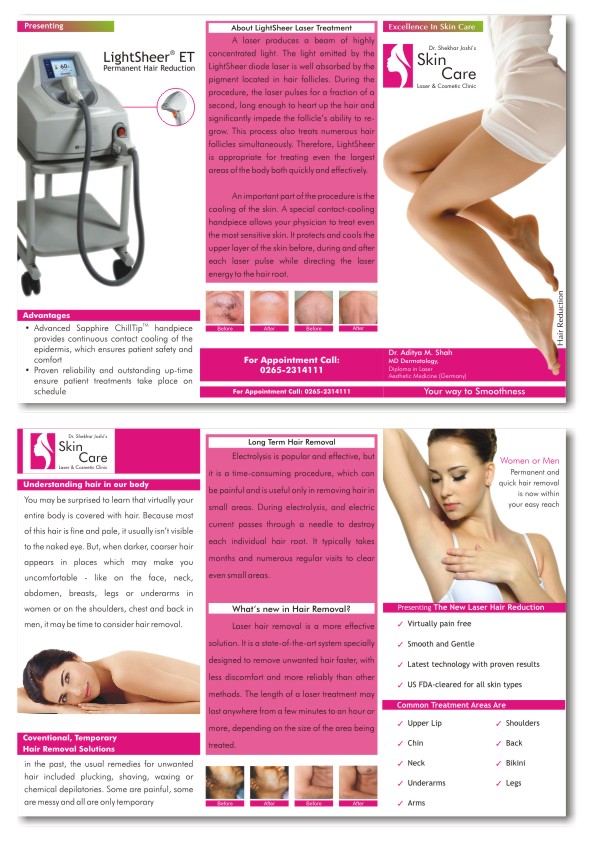 Presenting
LightSheer® ET
Permanent Hair Reduction
Advantages
• Advanced Sapphire ChillTip™ handpiece
provides continuous contact cooling of the
epidermis, which ensures patient safety and
comfort
• Proven reliability and outstanding up-time
ensure patient treatments take place on
schedule
About LightSheer Laser Treatment
A laser produces a beam of highly
concentrated light. The light emitted by the
LightSheer diode laser is well absorbed by the
pigment located in hair follicles. During the
procedure, the laser pulses for a fraction of a
second, long enough to heart up the hair and
significantly impede the follicle's ability to re-
grow. This process also treats numerous hair
follicles simultaneously. Therefore, LightSheer
is appropriate for treating even the largest
areas of the body both quickly and effectively.
An important part of the procedure is the
cooling of the skin. A special contact-cooling
handpiece allows your physician to treat even
the most sensitive skin. It protects and cools the
upper layer of the skin before, during and after
each laser pulse while directing the laser
energy to the hair root.
Before After Before After
For Appointment Call:
0265-2314111
For Appointment Call: 0265-2314111
Excellence In Skin Care
Dr. Shekhar Joshi's
Skin
Care
Laser & Cosmetic Clinic
Hair Reduction
Dr. Aditya M. Shah
MD Dermatology,
Diploma in Laser
Aesthetic Medicine (Germany)
Your way to Smoothness
Dr. Shekhar Joshi's
Skin
Care
Laser & Cosmetic Clinic
Understanding hair in our body
You may be surprised to learn that virtually your
entire body is covered with hair. Because most
of this hair is fine and pale, it usually isn't visible
to the naked eye. But, when darker, coarser hair
appears in places which may make you
uncomfortable - like on the face, neck,
abdomen, breasts, legs or underarms in
women or on the shoulders, chest and back in
men, it may be time to consider hair removal.
Coventional, Temporary
Hair Removal Solutions
in the past, the usual remedies for unwanted
hair included plucking, shaving, waxing or
chemical depilatories. Some are painful, some
are messy and all are only temporary
Long Term Hair Removal
Electrolysis is popular and effective, but
it is a time-consuming procedure, which can
be painful and is useful only in removing hair in
small areas. During electrolysis, and electric
current passes through a needle to destroy
each individual hair root. It typically takes
months and numerous regular visits to clear
even small areas.
What's new in Hair Removal?
Laser hair removal is a more effective
solution. It is a state-of-the-art system specially
designed to remove unwanted hair faster, with
less discomfort and more reliably than other
methods. The length of a laser treatment may
last anywhere from a few minutes to an hour or
more, depending on the size of the area being
treated.
Before After Before After
Women or Men
Permanent and
quick hair removal
is now within
your easy reach
Presenting The New Laser Hair Reduction
✓ Virtually pain free
✓ Smooth and Gentle
✓ Latest technology with proven results
✓ US FDA-cleared for all skin types
Common Treatment Areas Are
✓ Upper Lip ✓ Shoulders
✓ Chin ✓ Back
✓ Neck ✓ Bikini
✓ Underarms ✓ Legs
✓ Arms